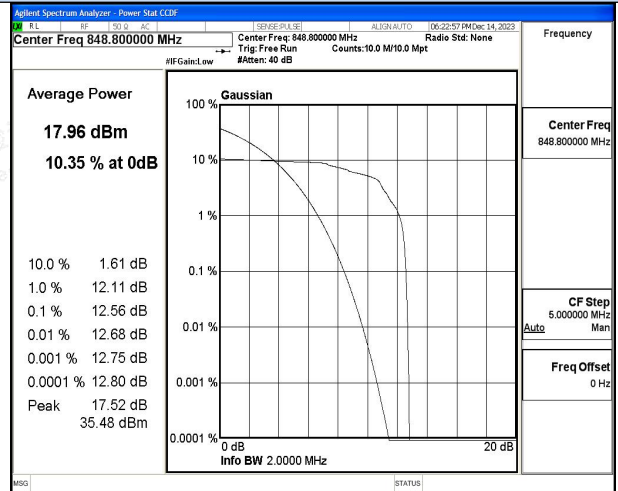 Agilent Spectrum Analyzer - Power Stat CCDF
RL RF 50 Ω AC SENSE:PULSE ALIGN AUTO 06:22:57 PM Dec 14, 2023
Center Freq 848.800000 MHz
Center Freq: 848.800000 MHz Radio Std: None
Trig: Free Run Counts:10.0 M/10.0 Mpt
#IFGain:Low #Atten: 40 dB
Frequency
Average Power
17.96 dBm
10.35 % at 0dB
10.0 % 1.61 dB
1.0 % 12.11 dB
0.1 % 12.56 dB
0.01 % 12.68 dB
0.001 % 12.75 dB
0.0001 % 12.80 dB
Peak 17.52 dB
35.48 dBm
Gaussian
100 %
10 %
1 %
0.1 %
0.01 %
0.001 %
0.0001 %
0 dB 20 dB
Info BW 2.0000 MHz
Center Freq
848.800000 MHz
CF Step
5.000000 MHz
Auto Man
Freq Offset
0 Hz
MSG STATUS